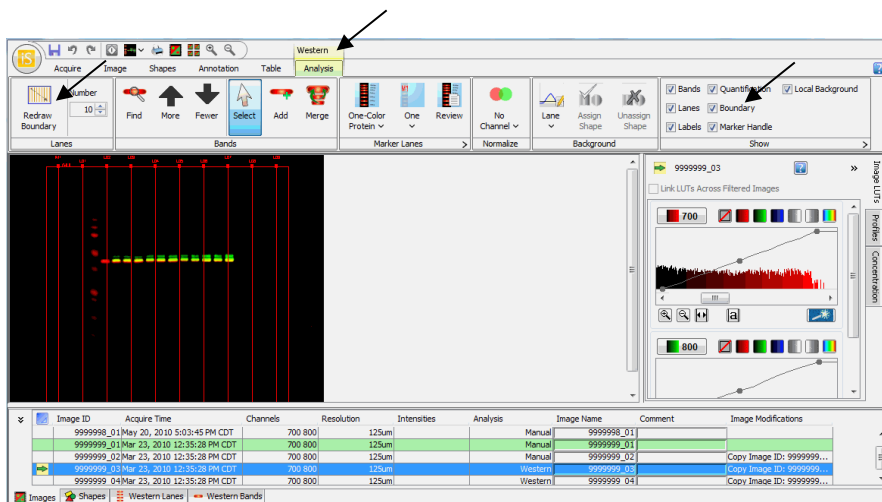 iS
Western
Acquire Image Shapes Annotation Table Analysis
Number
10
Redraw Boundary
Find More Fewer Select Add Merge
One-Color Protein One Review
No Channel
Lane Assign Shape Unassign Shape
Bands Quantification Local Background
Lanes Boundary
Labels Marker Handle
Lanes Bands Marker Lanes Normalize Background Show
9999999_03
Link LUTs Across Filtered Images
700
a
800
Image LUTs
Profiles
Concentration
Image ID Acquire Time Channels Resolution Intensities Analysis Image Name Comment Image Modifications
9999998_01 May 20, 2010 5:03:45 PM CDT 700 800 125um Manual 9999998_01
9999999_01 Mar 23, 2010 12:35:28 PM CDT 700 800 125um Manual 9999999_01
9999999_02 Mar 23, 2010 12:35:28 PM CDT 700 800 125um Manual 9999999_02 Copy Image ID: 9999999...
9999999_03 Mar 23, 2010 12:35:28 PM CDT 700 800 125um Western 9999999_03 Copy Image ID: 9999999...
9999999_04 Mar 23, 2010 12:35:28 PM CDT 700 800 125um Western 9999999_04 Copy Image ID: 9999999...
Images Shapes Western Lanes Western Bands